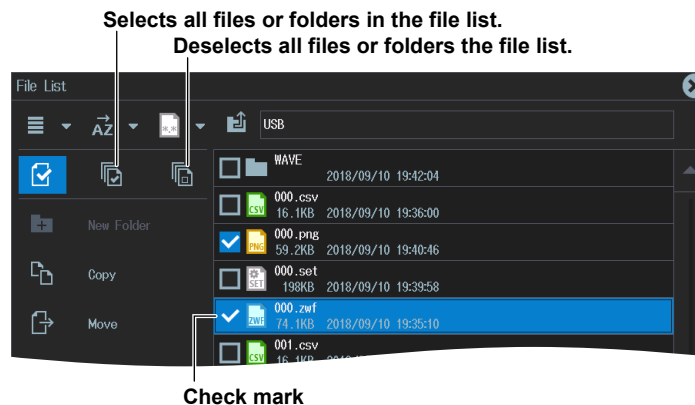 Selects all files or folders in the file list.
Deselects all files or folders the file list.
File List
AZ
*.*
USB
WAVE
2018/09/10 19:42:04
New Folder
CSV
000.csv
16.1KB 2018/09/10 19:36:00
PNG
000.png
59.2KB 2018/09/10 19:40:46
Copy
SET
000.set
198KB 2018/09/10 19:39:58
Move
ZWF
000.zwf
74.1KB 2018/09/10 19:35:10
CSV
001.csv
16.1KB
Check mark